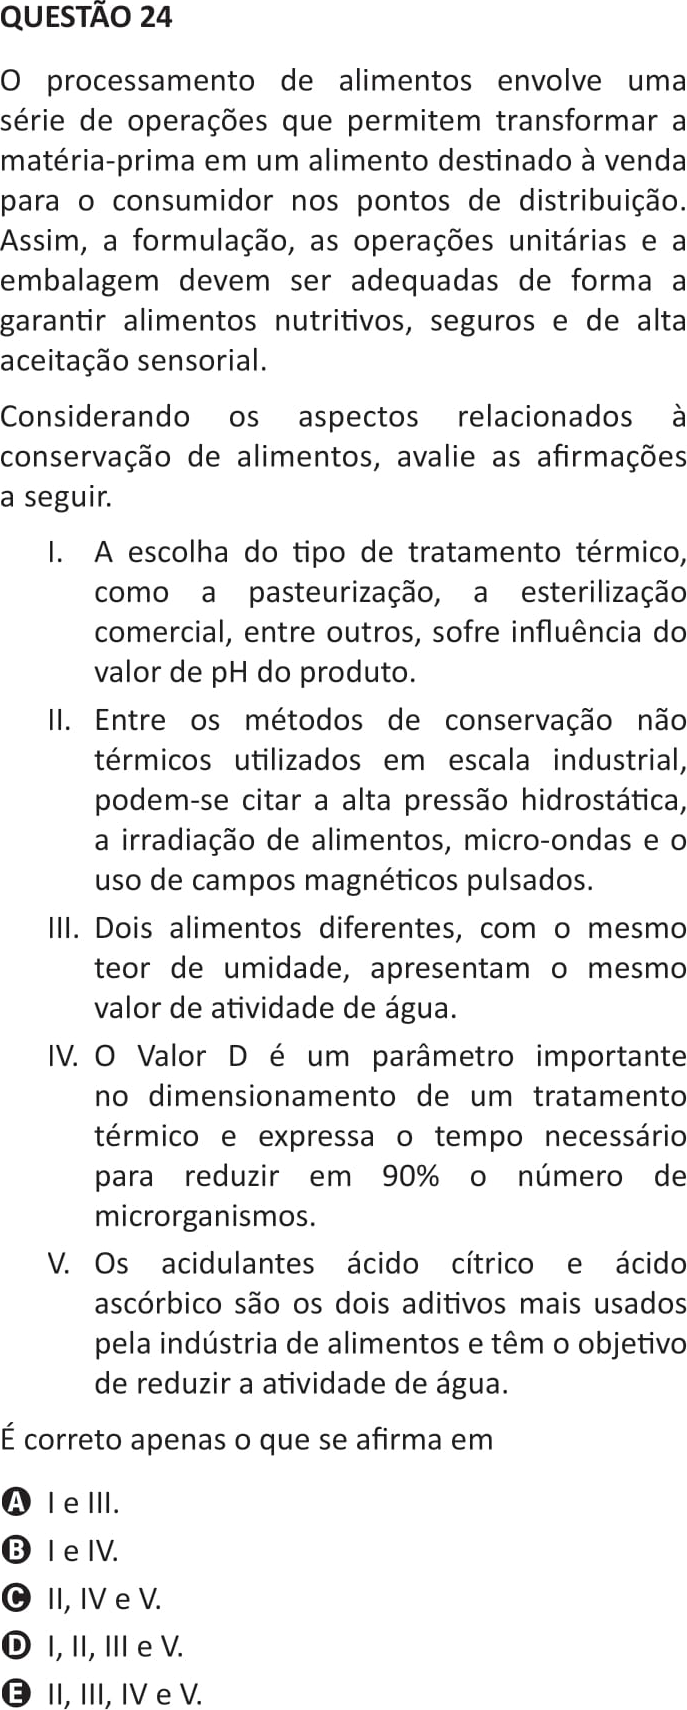 QUESTÃO 24
O processamento de alimentos envolve uma
série de operações que permitem transformar a
matéria-prima em um alimento destinado à venda
para o consumidor nos pontos de distribuição.
Assim, a formulação, as operações unitárias e a
embalagem devem ser adequadas de forma a
garantir alimentos nutritivos, seguros e de alta
aceitação sensorial.
Considerando os aspectos relacionados à
conservação de alimentos, avalie as afirmações
a seguir.
I. A escolha do tipo de tratamento térmico,
como a pasteurização, a esterilização
comercial, entre outros, sofre influência do
valor de pH do produto.
II. Entre os métodos de conservação não
térmicos utilizados em escala industrial,
podem-se citar a alta pressão hidrostática,
a irradiação de alimentos, micro-ondas e o
uso de campos magnéticos pulsados.
III. Dois alimentos diferentes, com o mesmo
teor de umidade, apresentam o mesmo
valor de atividade de água.
IV. O Valor D é um parâmetro importante
no dimensionamento de um tratamento
térmico e expressa o tempo necessário
para reduzir em 90% o número de
microrganismos.
V. Os acidulantes ácido cítrico e ácido
ascórbico são os dois aditivos mais usados
pela indústria de alimentos e têm o objetivo
de reduzir a atividade de água.
É correto apenas o que se afirma em
A I e III.
B I e IV.
C II, IV e V.
D I, II, III e V.
E II, III, IV e V.